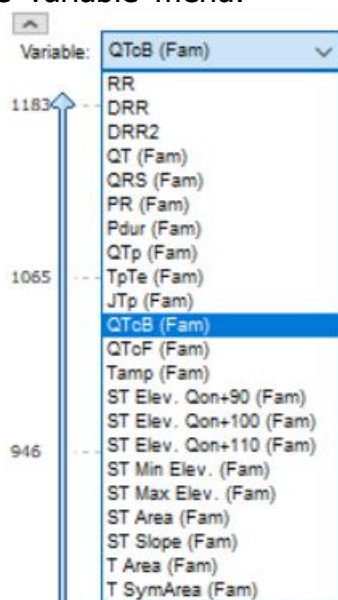 variable menu.
Variable: QTcB (Fam)
RR
1183 DRR
DRR2
QT (Fam)
QRS (Fam)
PR (Fam)
Pdur (Fam)
QTp (Fam)
1065 TpTe (Fam)
JTp (Fam)
QTcB (Fam)
QTcF (Fam)
Tamp (Fam)
ST Elev. Qon+90 (Fam)
ST Elev. Qon+100 (Fam)
946 ST Elev. Qon+110 (Fam)
ST Min Elev. (Fam)
ST Max Elev. (Fam)
ST Area (Fam)
ST Slope (Fam)
T Area (Fam)
T SymArea (Fam)